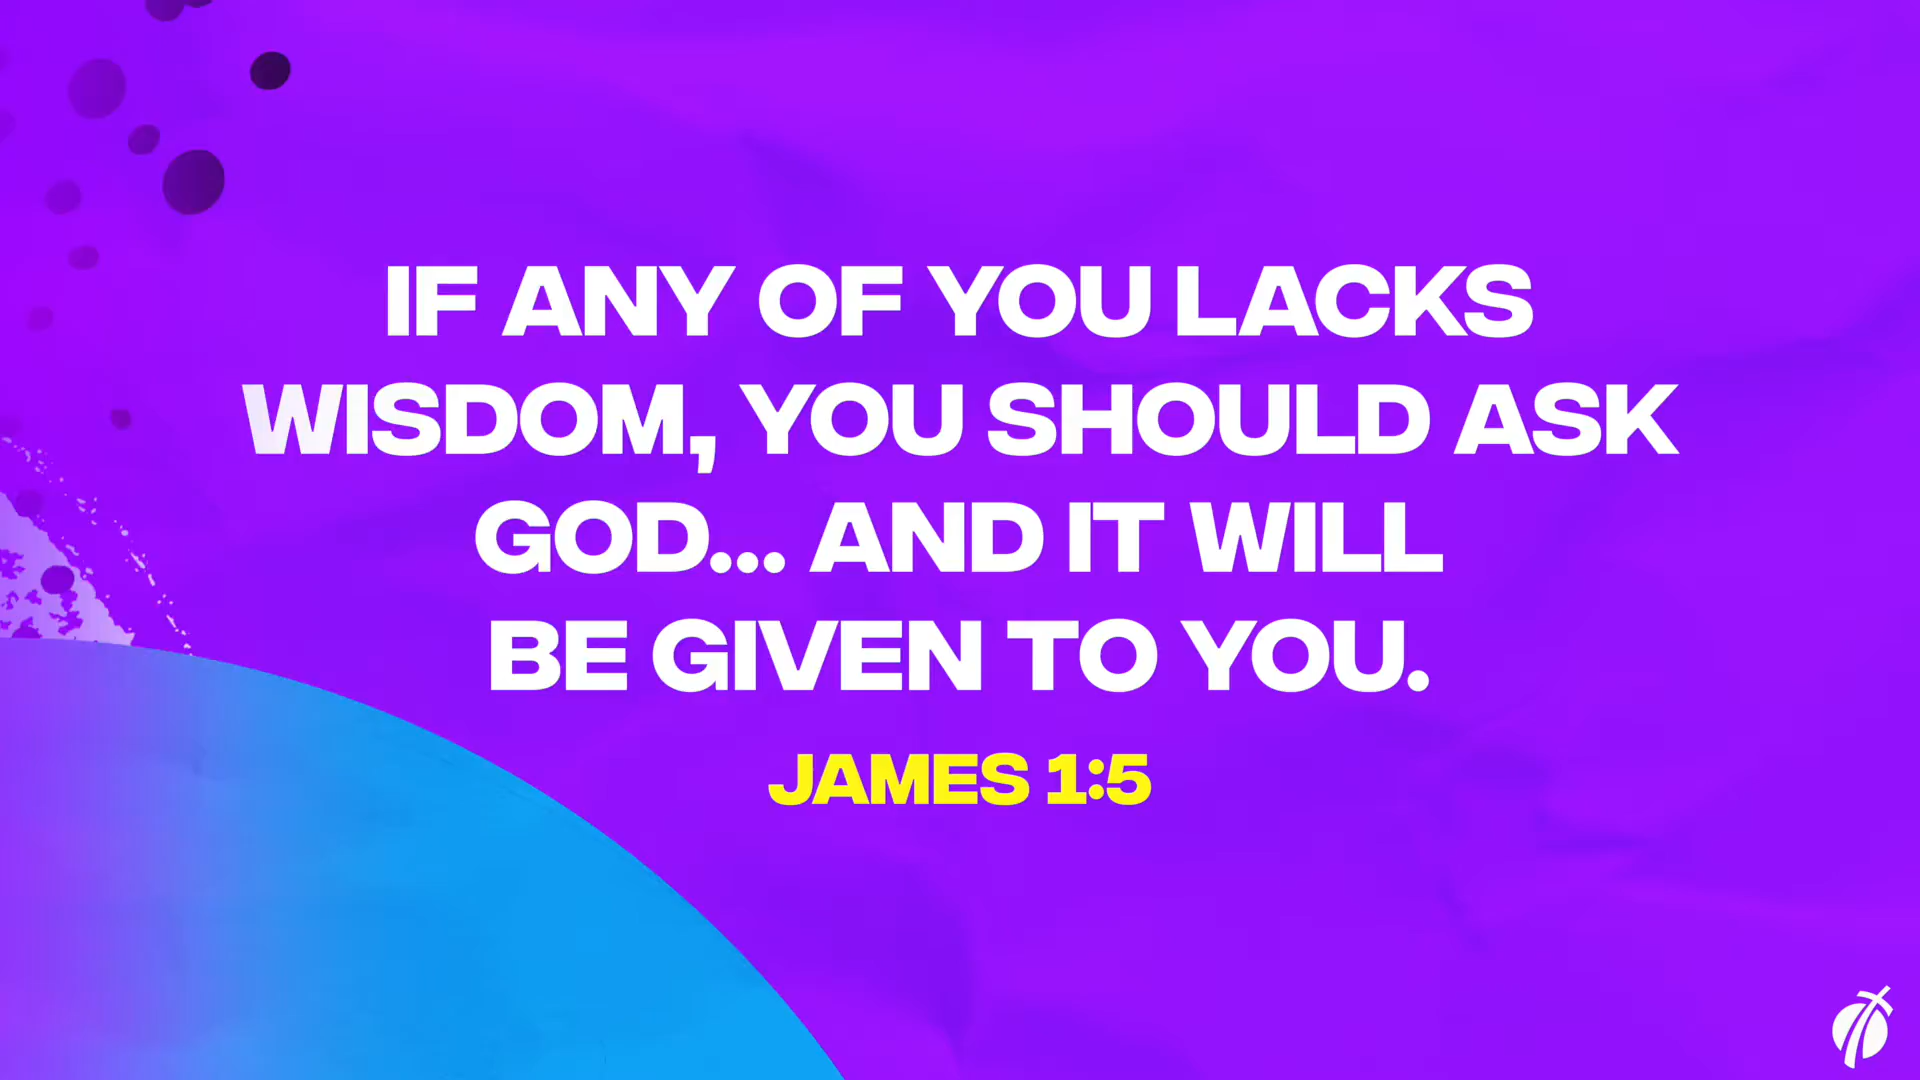 IF ANY OF YOU LACKS
WISDOM, YOU SHOULD ASK
GOD... AND IT WILL
BE GIVEN TO YOU.
JAMES 1:5